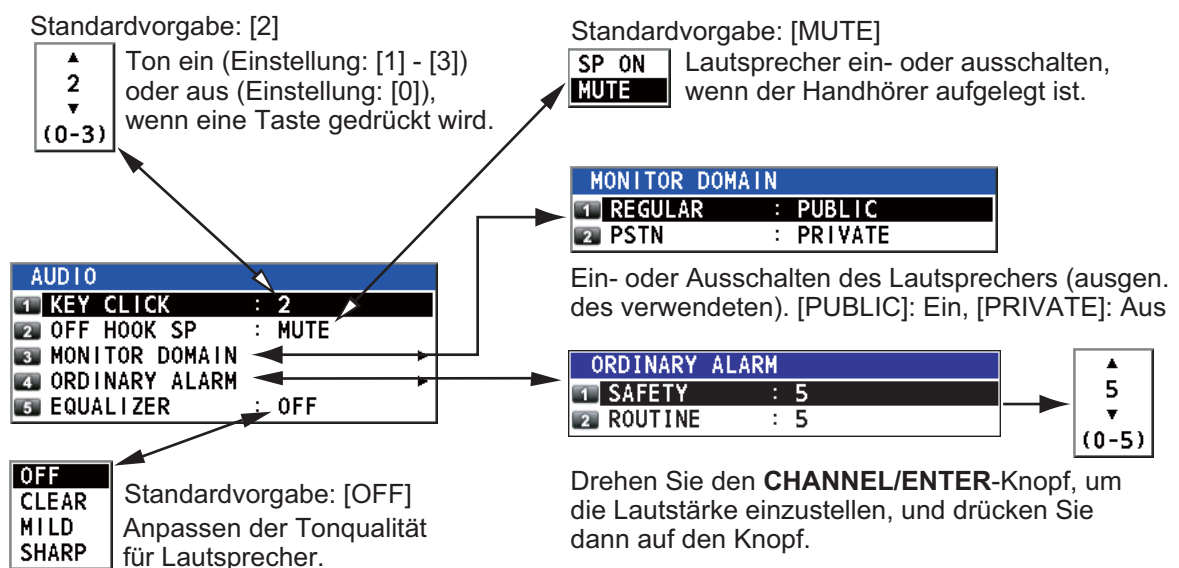 Standardvorgabe: [2]
▲
2
▼
(0-3)
Ton ein (Einstellung: [1] - [3])
oder aus (Einstellung: [0]),
wenn eine Taste gedrückt wird.
Standardvorgabe: [MUTE]
SP ON
MUTE
Lautsprecher ein- oder ausschalten,
wenn der Handhörer aufgelegt ist.
MONITOR DOMAIN
1 REGULAR : PUBLIC
2 PSTN : PRIVATE
Ein- oder Ausschalten des Lautsprechers (ausgen.
des verwendeten). [PUBLIC]: Ein, [PRIVATE]: Aus
AUDIO
1 KEY CLICK : 2
2 OFF HOOK SP : MUTE
3 MONITOR DOMAIN
4 ORDINARY ALARM
5 EQUALIZER : OFF
ORDINARY ALARM
1 SAFETY : 5
2 ROUTINE : 5
▲
5
▼
(0-5)
Drehen Sie den CHANNEL/ENTER-Knopf, um
die Lautstärke einzustellen, und drücken Sie
dann auf den Knopf.
OFF
CLEAR
MILD
SHARP
Standardvorgabe: [OFF]
Anpassen der Tonqualität
für Lautsprecher.